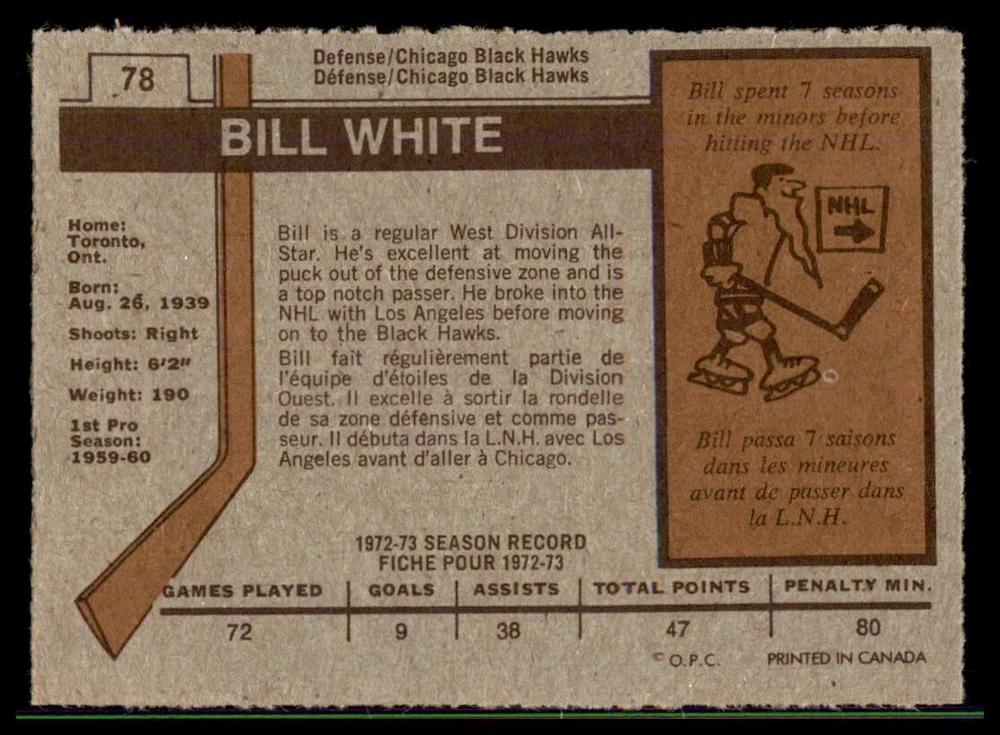 78
Defense/Chicago Black Hawks
Défense/Chicago Black Hawks
BILL WHITE
Home:
Toronto,
Ont.
Born:
Aug. 26, 1939
Shoots: Right
Height: 6'2"
Weight: 190
1st Pro
Season:
1959-60
Bill is a regular West Division All-
Star. He's excellent at moving the
puck out of the defensive zone and is
a top notch passer. He broke into the
NHL with Los Angeles before moving
on to the Black Hawks.
Bill fait régulièrement partie de
l'équipe d'étoiles de la Division
Ouest. Il excelle à sortir la rondelle
de sa zone défensive et comme pas-
seur. Il débuta dans la L.N.H. avec Los
Angeles avant d'aller à Chicago.
Bill spent 7 seasons
in the minors before
hitting the NHL.
NHL
Bill passa 7 saisons
dans les mineures
avant de passer dans
la L.N.H.
1972-73 SEASON RECORD
FICHE POUR 1972-73
GAMES PLAYED GOALS ASSISTS TOTAL POINTS PENALTY MIN.
72 9 38 47 80
© O.P.C. PRINTED IN CANADA